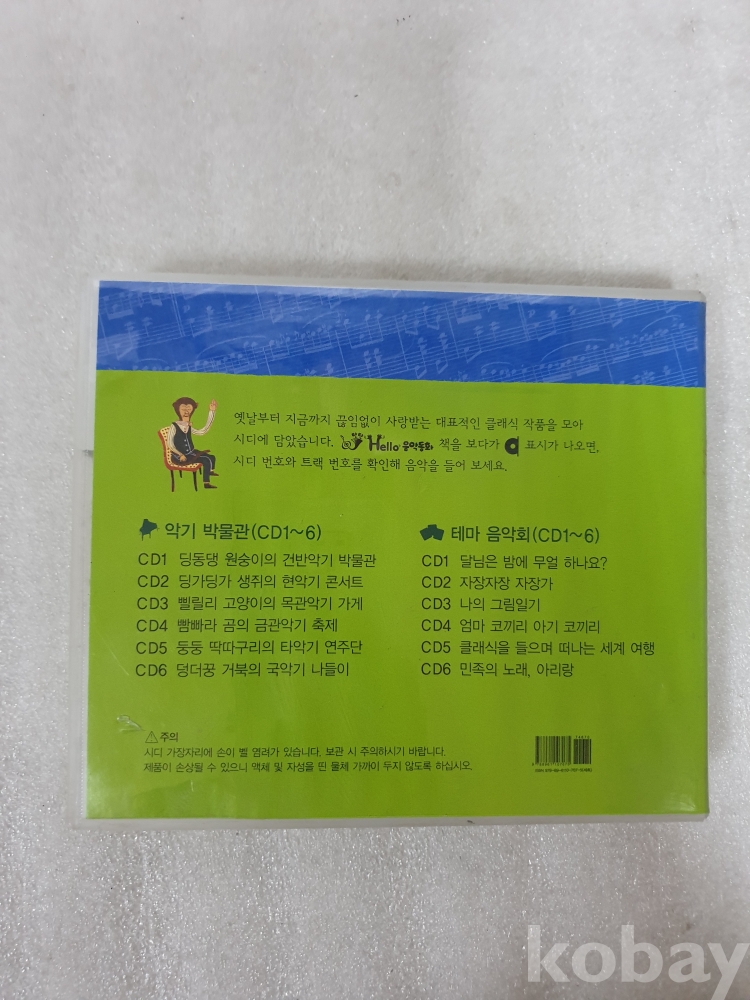 옛날부터 지금까지 끊임없이 사랑받는 대표적인 클래식 작품을 모아
시디에 담았습니다. Hello 음악동화 책을 보다가 표시가 나오면,
시디 번호와 트랙 번호를 확인해 음악을 들어 보세요.
악기 박물관(CD1~6)
CD1 딩동댕 원숭이의 건반악기 박물관
CD2 딩가딩가 생쥐의 현악기 콘서트
CD3 삘릴리 고양이의 목관악기 가게
CD4 빰빠라 곰의 금관악기 축제
CD5 둥둥 딱따구리의 타악기 연주단
CD6 덩더꿍 거북의 국악기 나들이
테마 음악회(CD1~6)
CD1 달님은 밤에 무얼 하나요?
CD2 자장자장 자장가
CD3 나의 그림일기
CD4 엄마 코끼리 아기 코끼리
CD5 클래식을 들으며 떠나는 세계 여행
CD6 민족의 노래, 아리랑
주의
시디 가장자리에 손이 벨 염려가 있습니다. 보관 시 주의하시기 바랍니다.
제품이 손상될 수 있으니 액체 및 자성을 띤 물체 가까이 두지 않도록 하십시오.
kobay